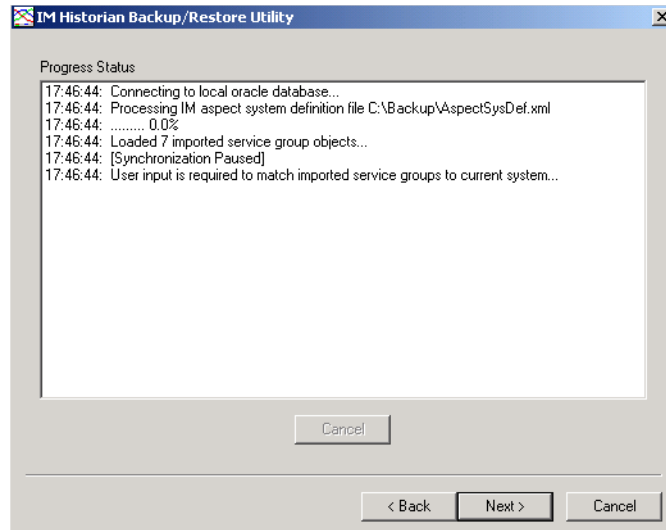 IM Historian Backup/Restore Utility
Progress Status
17:46:44: Connecting to local oracle database...
17:46:44: Processing IM aspect system definition file C:\Backup\AspectSysDef.xml
17:46:44: ......... 0.0%
17:46:44: Loaded 7 imported service group objects...
17:46:44: [Synchronization Paused]
17:46:44: User input is required to match imported service groups to current system...
Cancel
< Back Next > Cancel